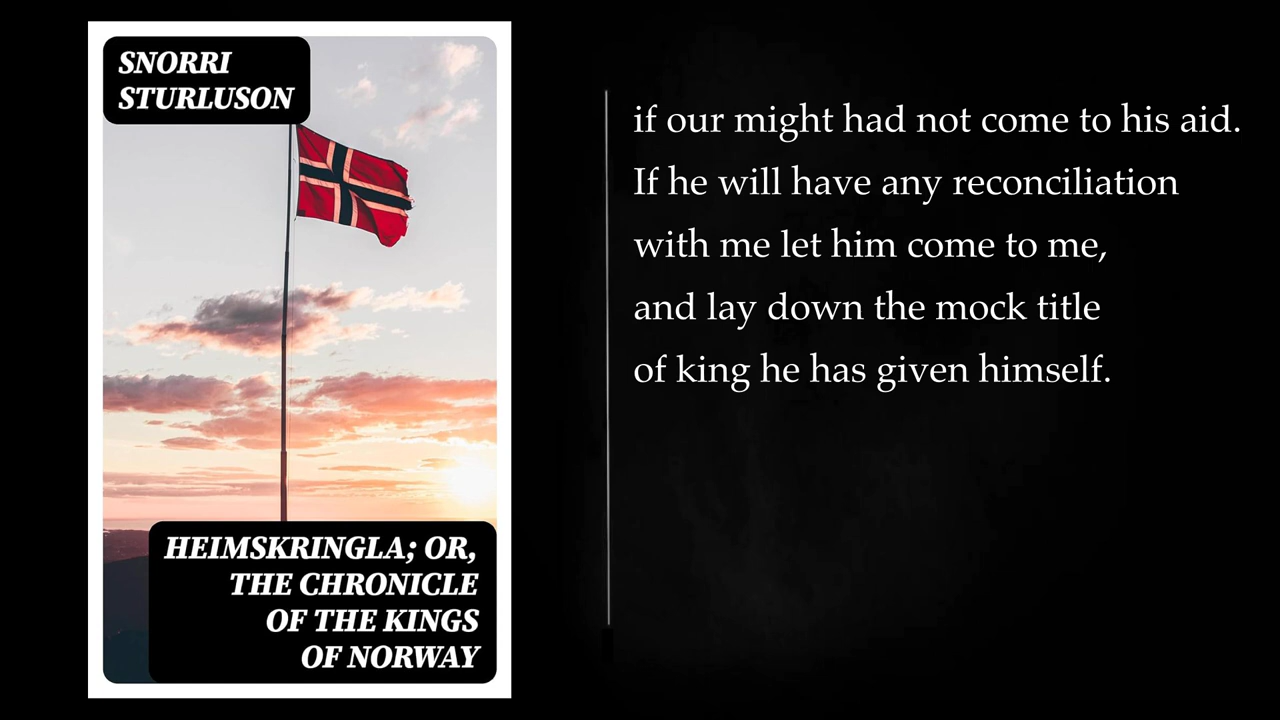 SNORRI
STURLUSON
HEIMSKRINGLA; OR,
THE CHRONICLE
OF THE KINGS
OF NORWAY
if our might had not come to his aid.
If he will have any reconciliation
with me let him come to me,
and lay down the mock title
of king he has given himself.